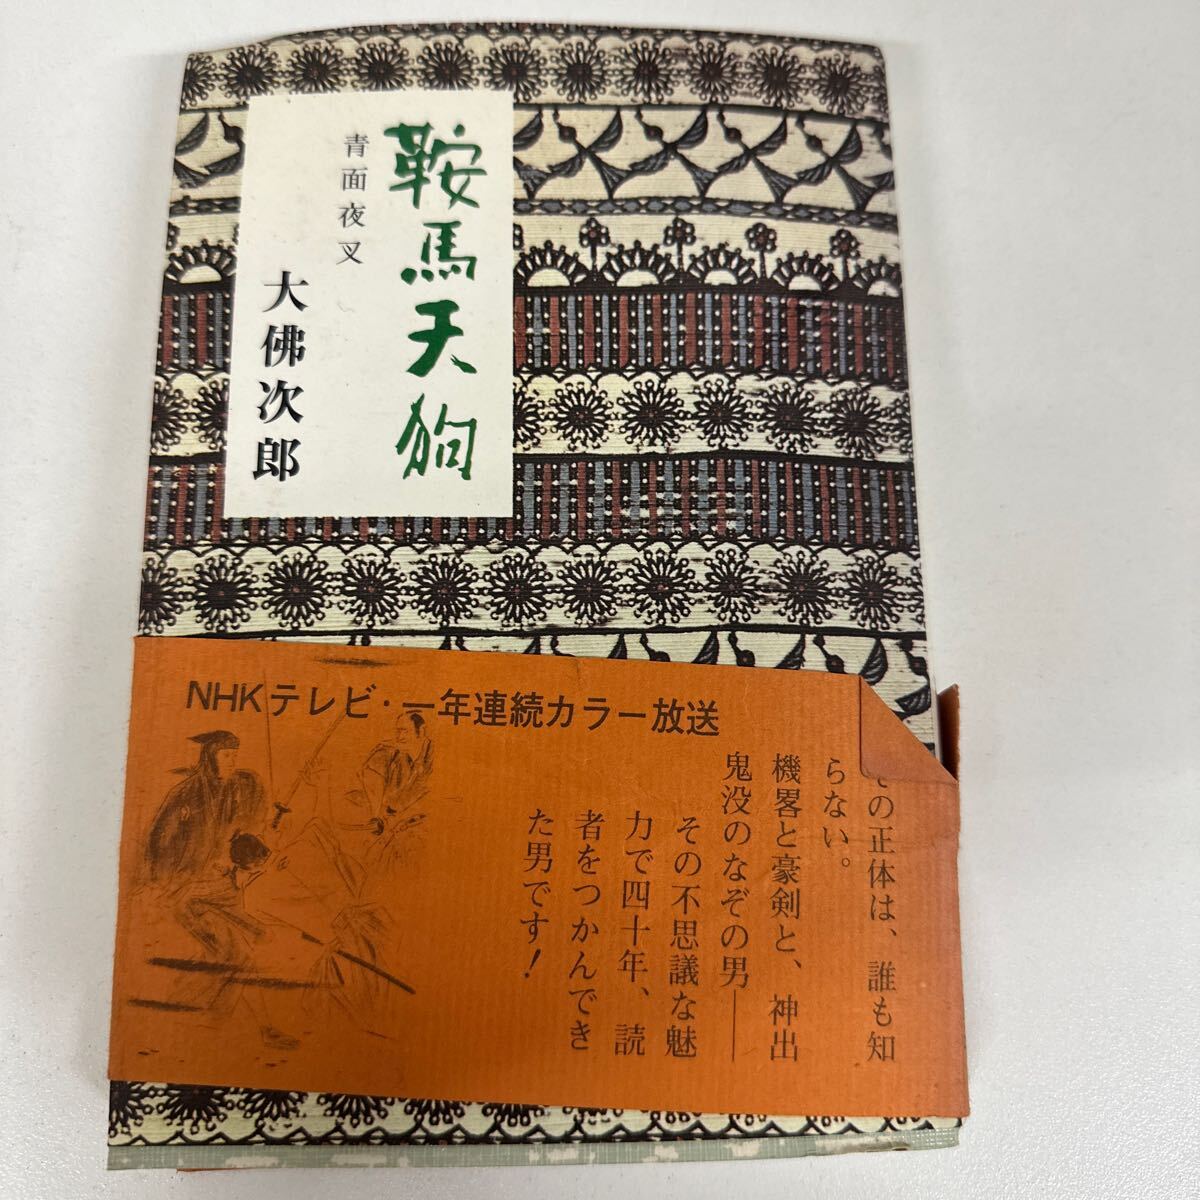 鞍馬天狗
青面夜叉
大佛次郎
NHKテレビ・一年連続カラー放送
その正体は、誰も知
らない。
機畧と豪剣と、神出
鬼没のなぞの男――
その不思議な魅
力で四十年、読
者をつかんでき
た男です!